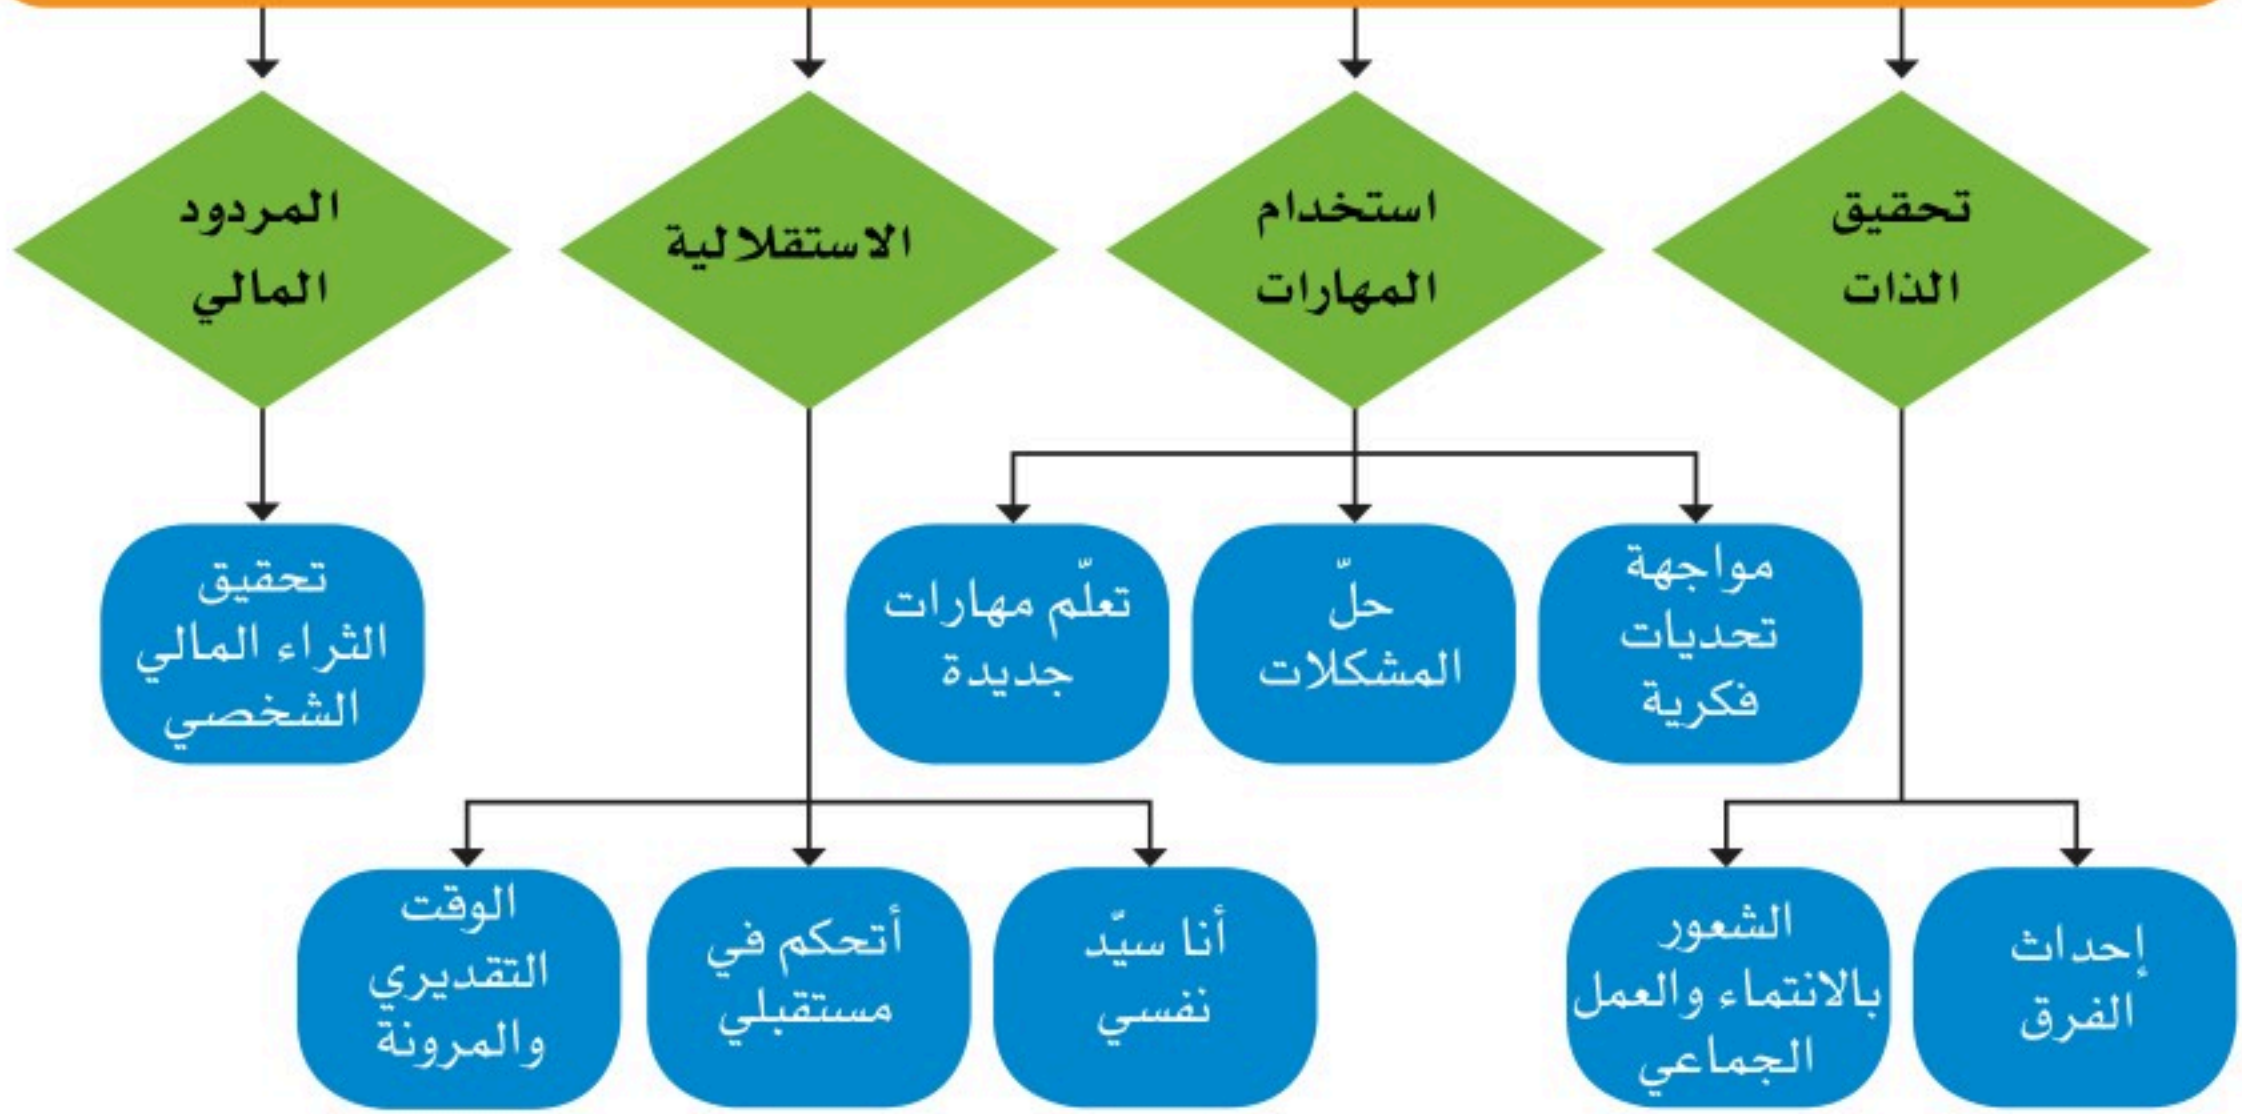 تحقيق
الذات
استخدام
المهارات
الاستقلالية
المردود
المالي
مواجهة
تحديات
فكرية
حلّ
المشكلات
تعلّم مهارات
جديدة
تحقيق
الثراء المالي
الشخصي
إحداث
الفرق
الشعور
بالانتماء والعمل
الجماعي
أنا سيّد
نفسي
أتحكم في
مستقبلي
الوقت
التقديري
والمرونة